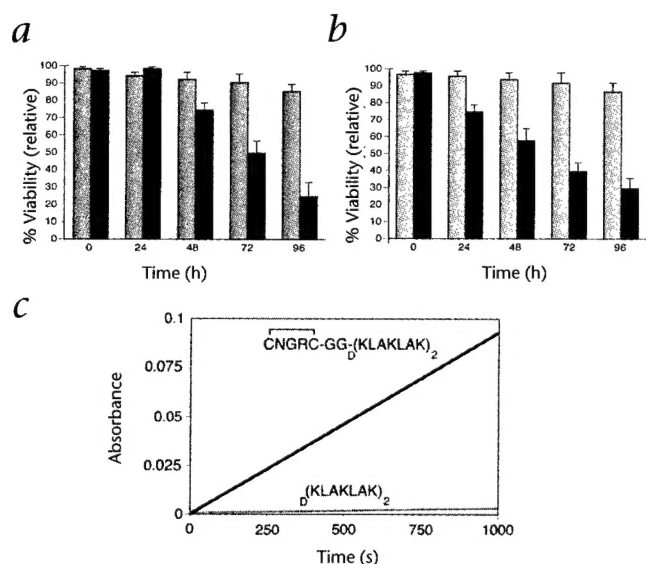 a
b
100
90
80
70
60
50
40
30
20
10
0
% Viability (relative)
0 24 48 72 96
Time (h)
100
90
80
70
60
50
40
30
20
10
0
% Viability (relative)
0 24 48 72 96
Time (h)
c
0.1
0.075
0.05
0.025
0
Absorbance
CNGRC-GG-D(KLAKLAK)2
D(KLAKLAK)2
0 250 500 750 1000
Time (s)